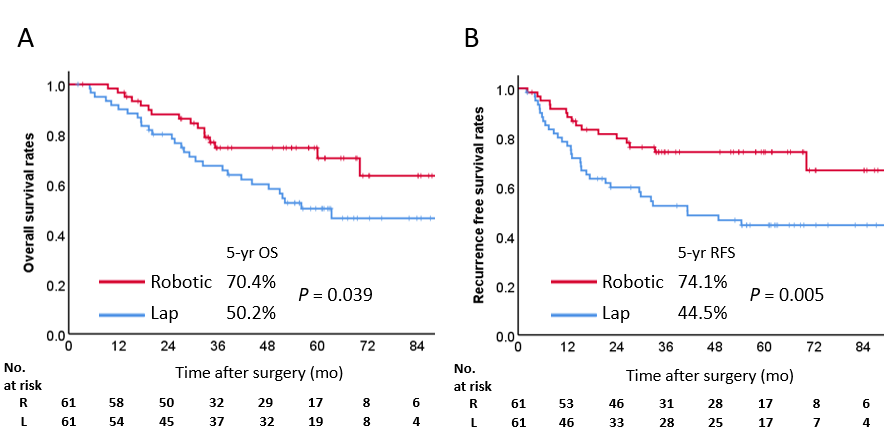 A
Overall survival rates
1.0
0.8
0.6
0.4
0.2
0.0
5-yr OS
Robotic 70.4%
Lap 50.2%
P = 0.039
0 12 24 36 48 60 72 84
Time after surgery (mo)
No.
at risk
R 61 58 50 32 29 17 8 6
L 61 54 45 37 32 19 8 4
B
Recurrence free survival rates
1.0
0.8
0.6
0.4
0.2
0.0
5-yr RFS
Robotic 74.1%
Lap 44.5%
P = 0.005
0 12 24 36 48 60 72 84
Time after surgery (mo)
No.
at risk
R 61 53 46 31 28 17 8 6
L 61 46 33 28 25 17 7 4